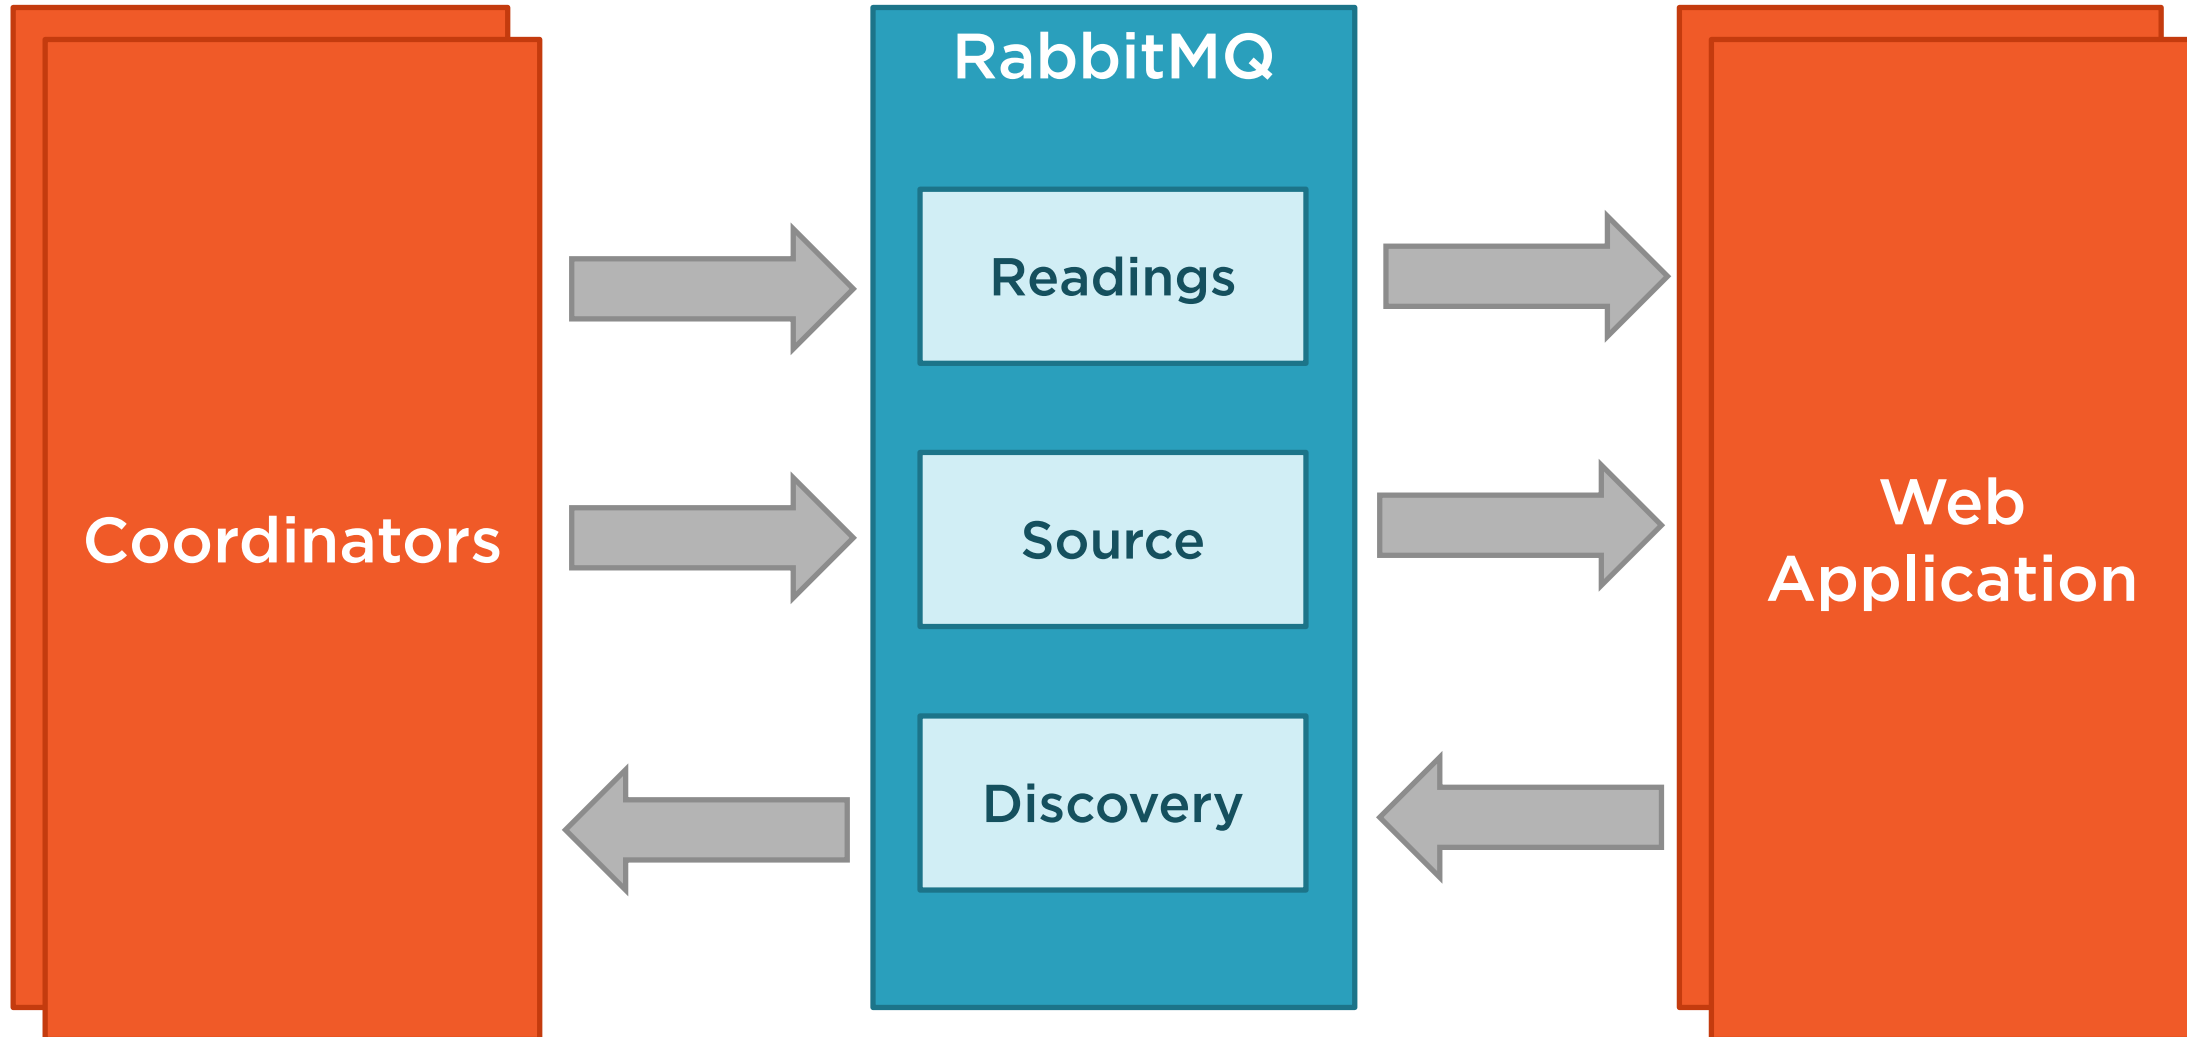 RabbitMQ
Readings
Source
Discovery
Coordinators
Web
Application